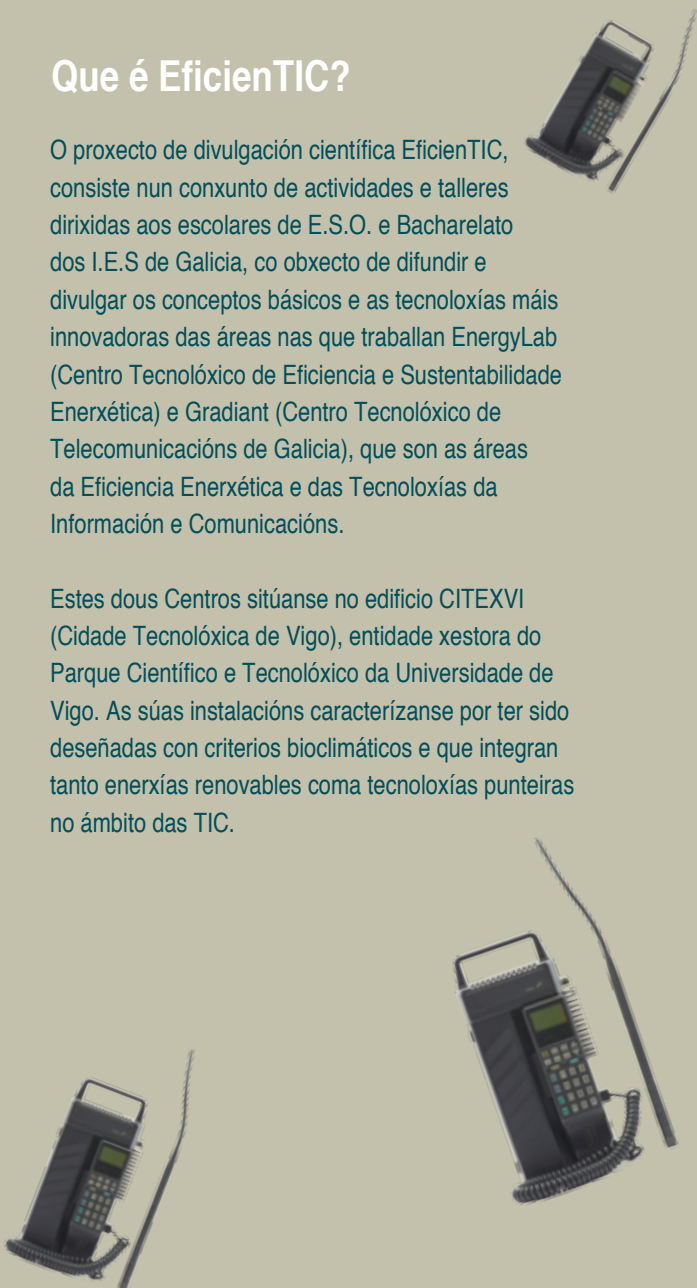 Que é EficienTIC?
O proxecto de divulgación científica EficienTIC,
consiste nun conxunto de actividades e talleres
dirixidas aos escolares de E.S.O. e Bacharelato
dos I.E.S de Galicia, co obxecto de difundir e
divulgar os conceptos básicos e as tecnoloxías máis
innovadoras das áreas nas que traballan EnergyLab
(Centro Tecnolóxico de Eficiencia e Sustentabilidade
Enerxética) e Gradiant (Centro Tecnolóxico de
Telecomunicacións de Galicia), que son as áreas
da Eficiencia Enerxética e das Tecnoloxías da
Información e Comunicacións.
Estes dous Centros sitúanse no edificio CITEXVI
(Cidade Tecnolóxica de Vigo), entidade xestora do
Parque Científico e Tecnolóxico da Universidade de
Vigo. As súas instalacións caracterízanse por ter sido
deseñadas con criterios bioclimáticos e que integran
tanto enerxías renovables coma tecnoloxías punteiras
no ámbito das TIC.